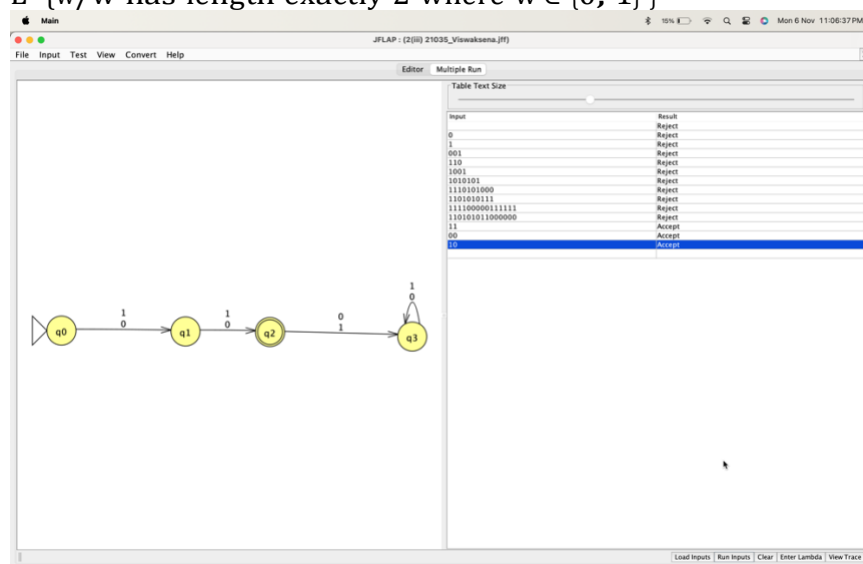 L={w/w has length exactly 2 where w ∈ {0, 1}*}
Main
15%
Mon 6 Nov 11:06:37 PM
JFLAP : (2(iii) 21035_Viswaksena.jff)
File Input Test View Convert Help
Editor Multiple Run
Table Text Size
Input Result
Reject
0 Reject
1 Reject
001 Reject
110 Reject
1001 Reject
1010101 Reject
1110101000 Reject
1101010111 Reject
111100000111111 Reject
110101011000000 Reject
11 Accept
00 Accept
10 Accept
1
0
1
0
1
0
0
1
q0
q1
q2
q3
Load Inputs Run Inputs Clear Enter Lambda View Trace